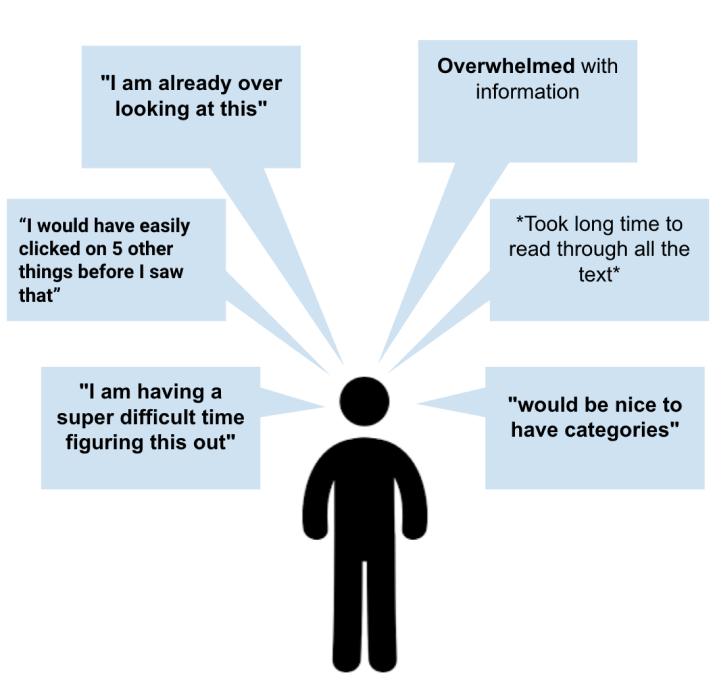 "I am already over
looking at this"
Overwhelmed with
information
“I would have easily
clicked on 5 other
things before I saw
that”
*Took long time to
read through all the
text*
"I am having a
super difficult time
figuring this out"
"would be nice to
have categories"